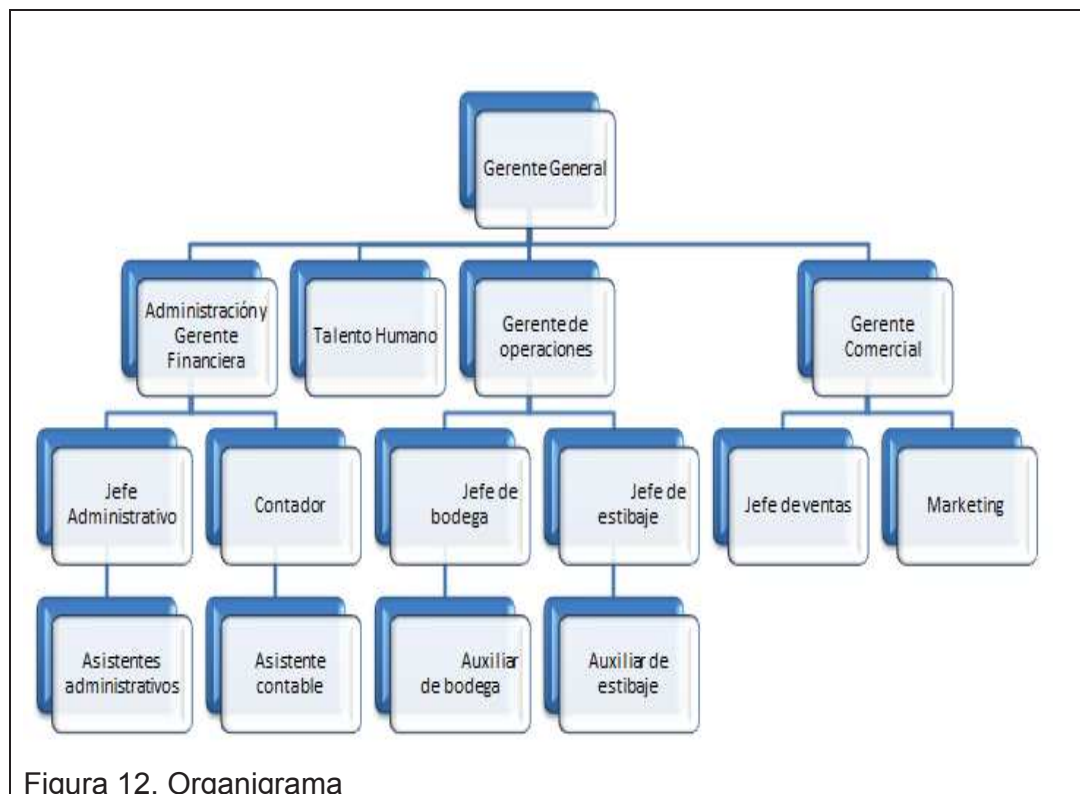 Gerente General
Administración y
Gerente
Financiera
Talento Humano
Gerente de
operaciones
Gerente
Comercial
Jefe
Administrativo
Contador
Jefe de
bodega
Jefe de
estibaje
Jefe de ventas
Marketing
Asistentes
administrativos
Asistente
contable
Auxiliar
de bodega
Auxiliar de
estibaje
Figura 12. Organigrama